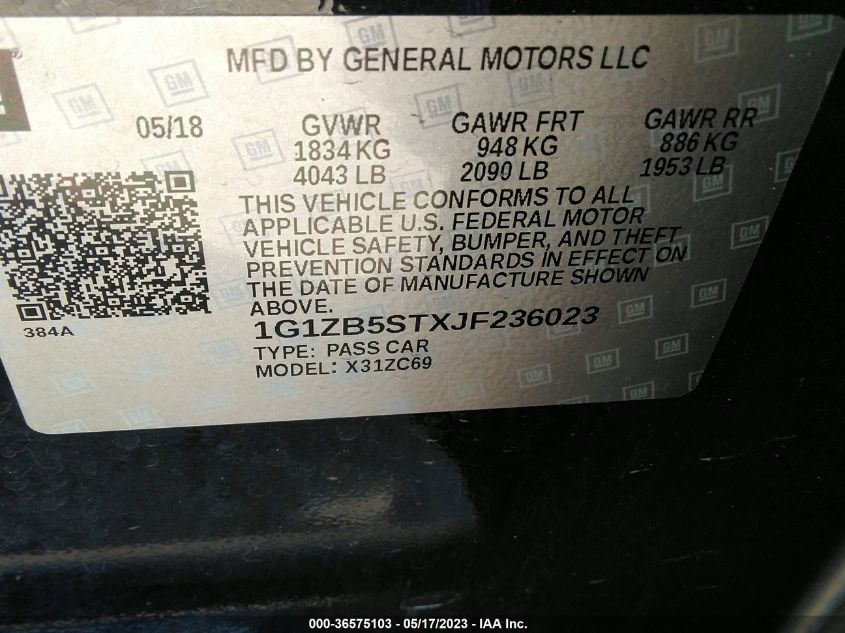 MFD BY GENERAL MOTORS LLC
05/18 GVWR GAWR FRT GAWR RR
1834 KG 948 KG 886 KG
4043 LB 2090 LB 1953 LB
THIS VEHICLE CONFORMS TO ALL
APPLICABLE U.S. FEDERAL MOTOR
VEHICLE SAFETY, BUMPER, AND THEFT
PREVENTION STANDARDS IN EFFECT ON
THE DATE OF MANUFACTURE SHOWN
ABOVE.
384A
1G1ZB5STXJF236023
TYPE: PASS CAR
MODEL: X31ZC69
000-36575103 - 05/17/2023 - IAA Inc.